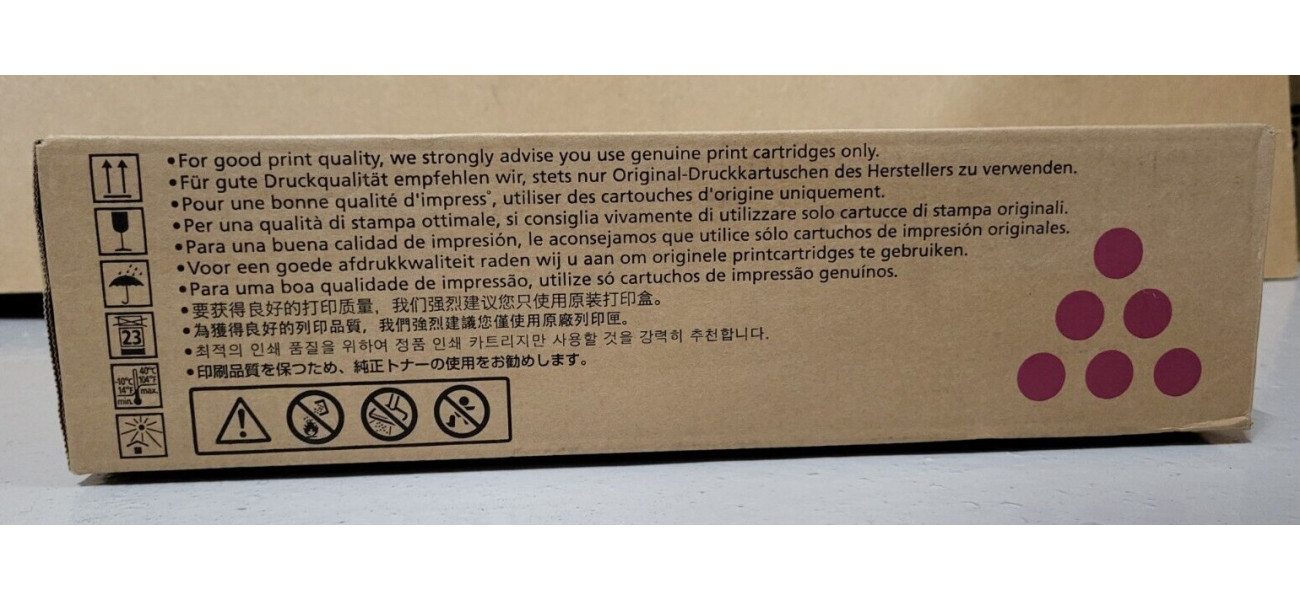 •For good print quality, we strongly advise you use genuine print cartridges only.
•Für gute Druckqualität empfehlen wir, stets nur Original-Druckkartuschen des Herstellers zu verwenden.
•Pour une bonne qualité d'impress°, utiliser des cartouches d'origine uniquement.
•Per una qualità di stampa ottimale, si consiglia vivamente di utilizzare solo cartucce di stampa originali.
•Para una buena calidad de impresión, le aconsejamos que utilice sólo cartuchos de impresión originales.
•Voor een goede afdrukkwaliteit raden wij u aan om originele printcartridges te gebruiken.
•Para uma boa qualidade de impressão, utilize só cartuchos de impressão genuínos.
•要获得良好的打印质量，我们强烈建议您只使用原装打印盒。
•為獲得良好的列印品質，我們強烈建議您僅使用原廠列印匣。
•최적의 인쇄 품질을 위하여 정품 인쇄 카트리지만 사용할 것을 강력히 추천합니다.
•印刷品質を保つため、純正トナーの使用をお勧めします。
23
-10°C 40°C
14°F 104°F
min. max.